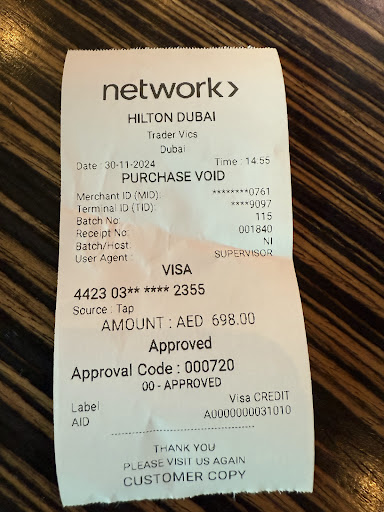 network>
HILTON DUBAI
Trader Vics
Dubai
Date : 30-11-2024 Time : 14:55
PURCHASE VOID
Merchant ID (MID): ********0761
Terminal ID (TID): ****9097
Batch No: 115
Receipt No: 001840
Batch/Host: NI
User Agent : SUPERVISOR
VISA
4423 03** **** 2355
Source : Tap
AMOUNT : AED 698.00
Approved
Approval Code : 000720
00 - APPROVED
Label Visa CREDIT
AID A0000000031010
THANK YOU
PLEASE VISIT US AGAIN
CUSTOMER COPY